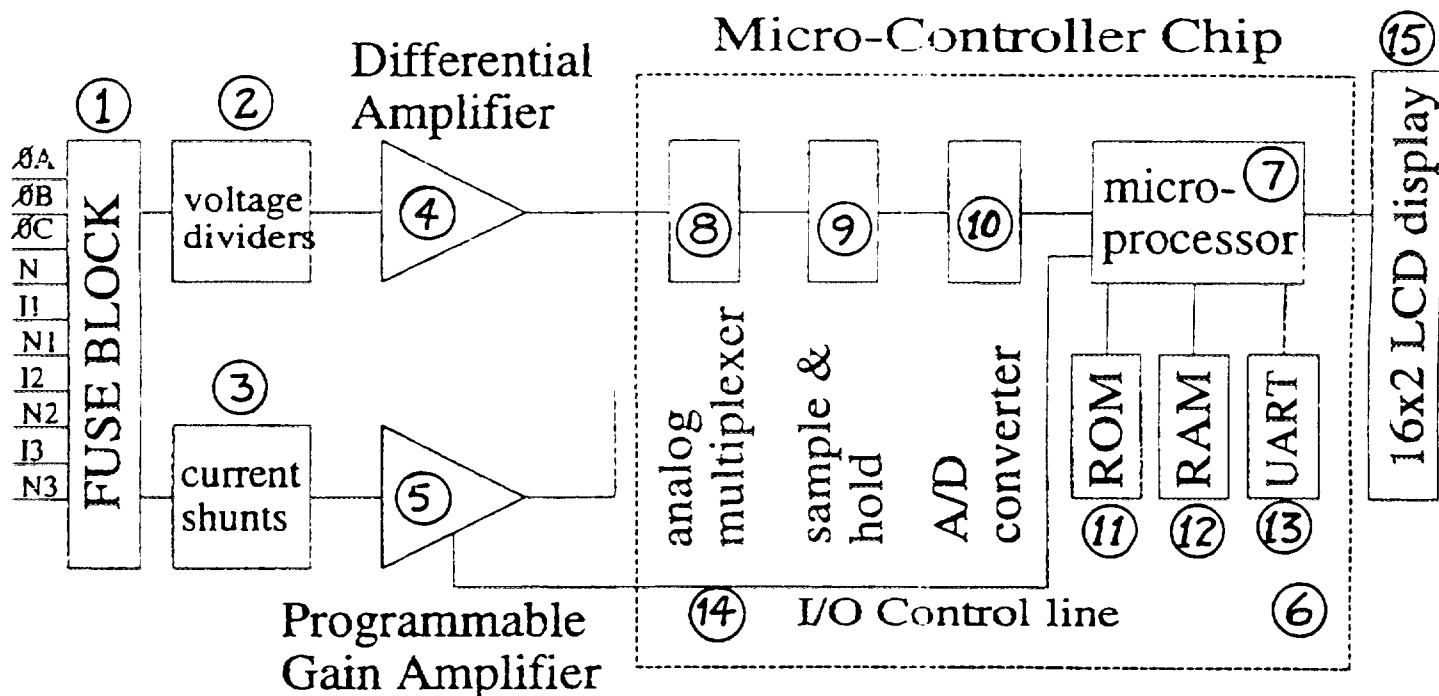 Micro-Controller Chip
15
Differential
Amplifier
1
2
ØA
ØB
ØC
N
I1
N1
I2
N2
I3
N3
FUSE BLOCK
voltage
dividers
4
8
9
10
micro-
processor
7
16x2 LCD display
3
current
shunts
5
analog
multiplexer
sample &
hold
A/D
converter
ROM
RAM
UART
11
12
13
14
I/O Control line
6
Programmable
Gain Amplifier